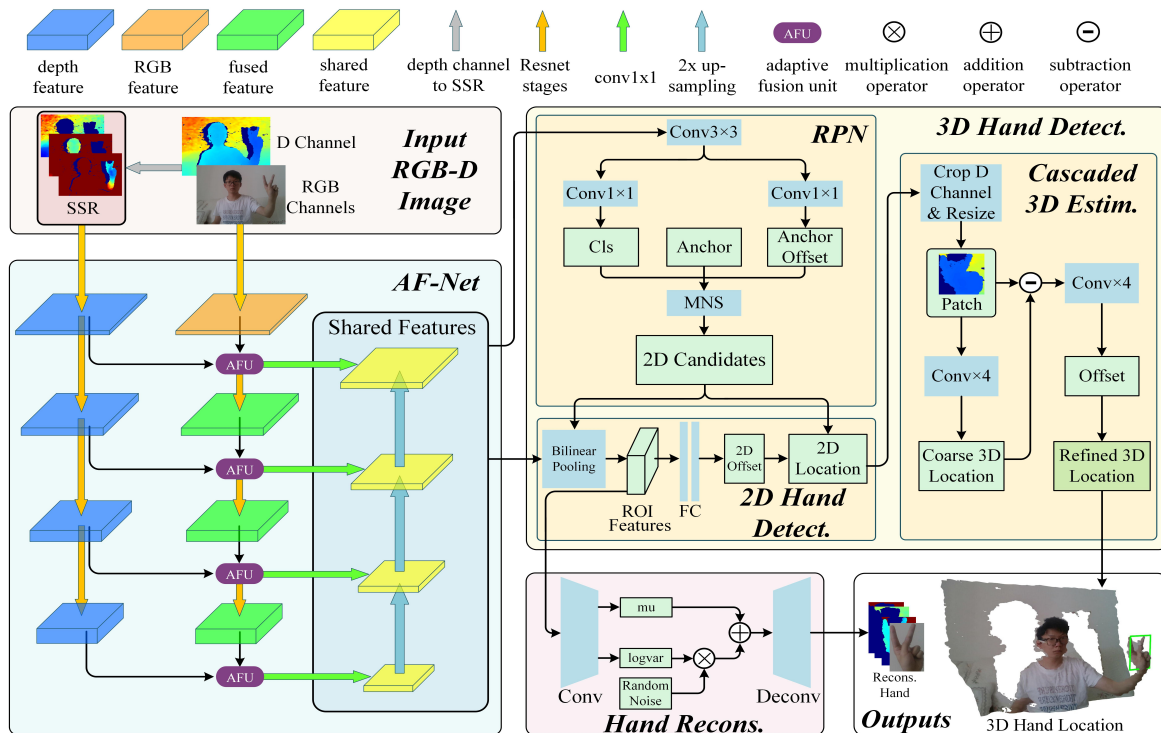 depth
feature
RGB
feature
fused
feature
shared
feature
depth channel
to SSR
Resnet
stages
conv1x1
2x up-
sampling
AFU
adaptive
fusion unit
multiplication
operator
addition
operator
subtraction
operator
SSR
D Channel
RGB
Channels
Input
RGB-D
Image
AF-Net
Shared Features
AFU
AFU
AFU
AFU
RPN
Conv3×3
Conv1×1
Conv1×1
Cls
Anchor
Anchor
Offset
MNS
2D Candidates
Bilinear
Pooling
ROI
Features
FC
2D
Offset
2D
Location
2D Hand
Detect.
3D Hand Detect.
Cascaded
3D Estim.
Crop D
Channel
& Resize
Patch
Conv×4
Conv×4
Offset
Coarse 3D
Location
Refined 3D
Location
Conv
mu
logvar
Random
Noise
Deconv
Hand Recons.
Recons.
Hand
Outputs
3D Hand Location